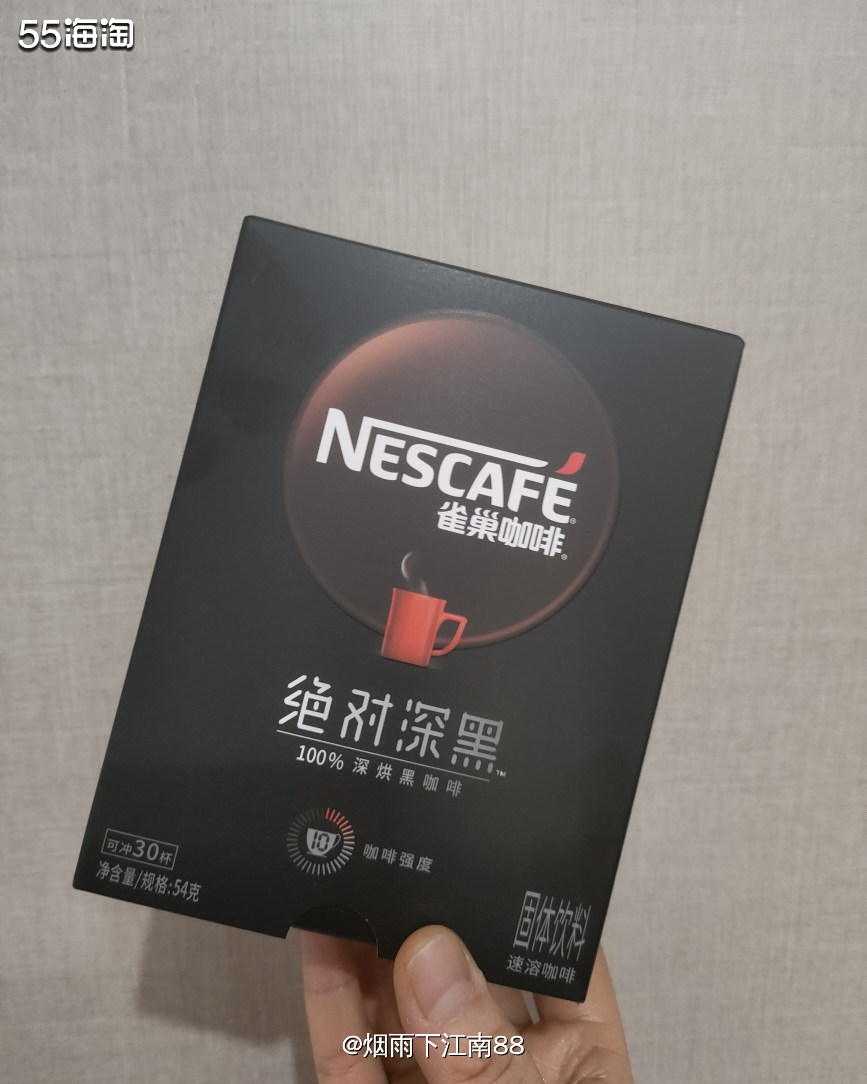 55海淘
NESCAFÉ®
雀巢咖啡®
绝对深黑™
100% 深烘黑咖啡
10 咖啡强度
可冲30杯
净含量/规格:54克
固体饮料
速溶咖啡
@烟雨下江南88